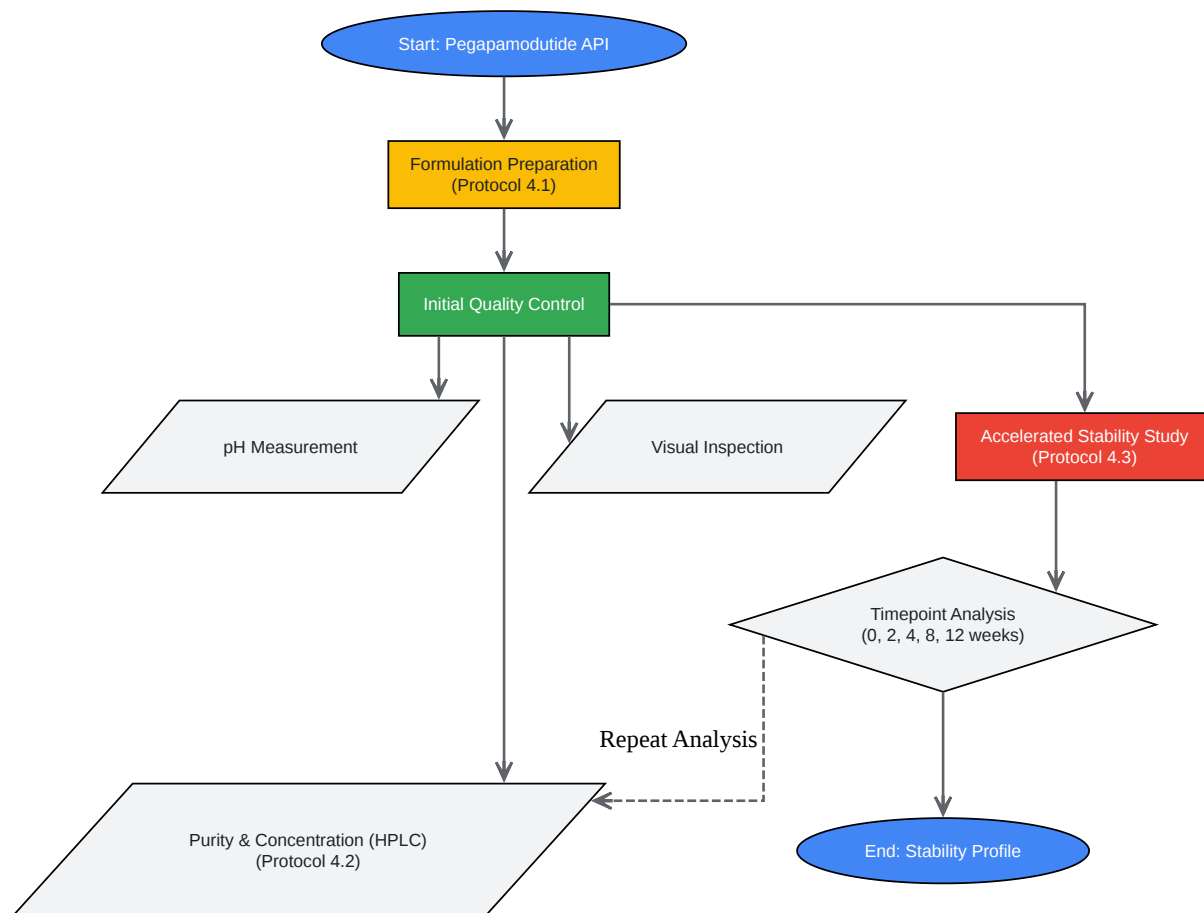 Start: Pegapamodutide API
Formulation Preparation
(Protocol 4.1)
Initial Quality Control
pH Measurement
Visual Inspection
Accelerated Stability Study
(Protocol 4.3)
Timepoint Analysis
(0, 2, 4, 8, 12 weeks)
Repeat Analysis
Purity & Concentration (HPLC)
(Protocol 4.2)
End: Stability Profile